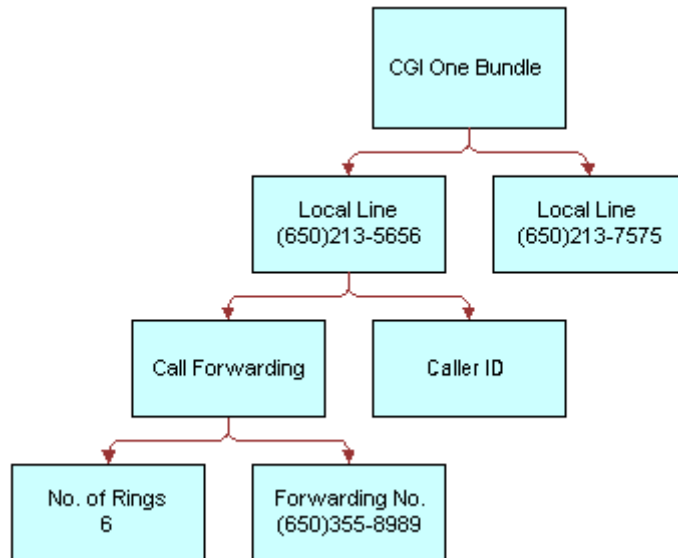 CGI One Bundle
Local Line
(650)213-5656
Local Line
(650)213-7575
Call Forwarding
Caller ID
No. of Rings
6
Forwarding No.
(650)355-8989